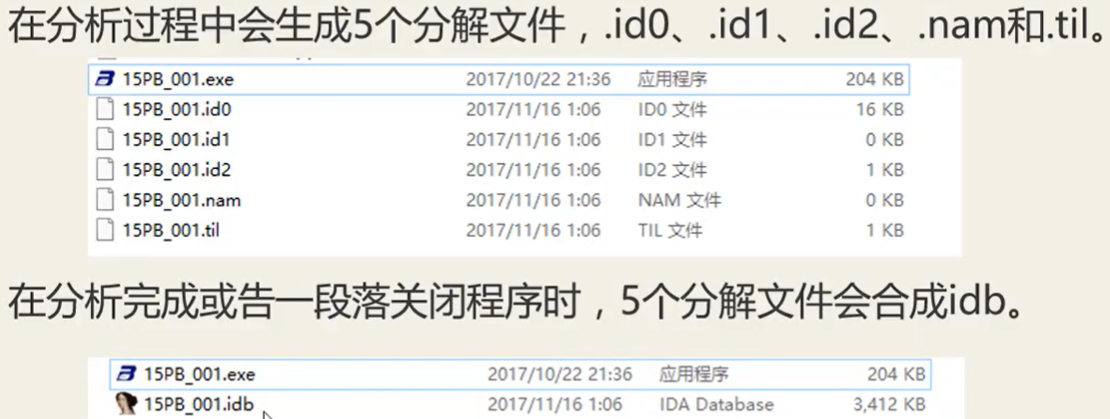 在分析过程中会生成5个分解文件，.id0、.id1、.id2、.nam和.til。
15PB_001.exe 2017/10/22 21:36 应用程序 204 KB
15PB_001.id0 2017/11/16 1:06 ID0 文件 16 KB
15PB_001.id1 2017/11/16 1:06 ID1 文件 0 KB
15PB_001.id2 2017/11/16 1:06 ID2 文件 1 KB
15PB_001.nam 2017/11/16 1:06 NAM 文件 0 KB
15PB_001.til 2017/11/16 1:06 TIL 文件 1 KB
在分析完成或告一段落关闭程序时，5个分解文件会合成idb。
15PB_001.exe 2017/10/22 21:36 应用程序 204 KB
15PB_001.idb 2017/11/16 1:06 IDA Database 3,412 KB